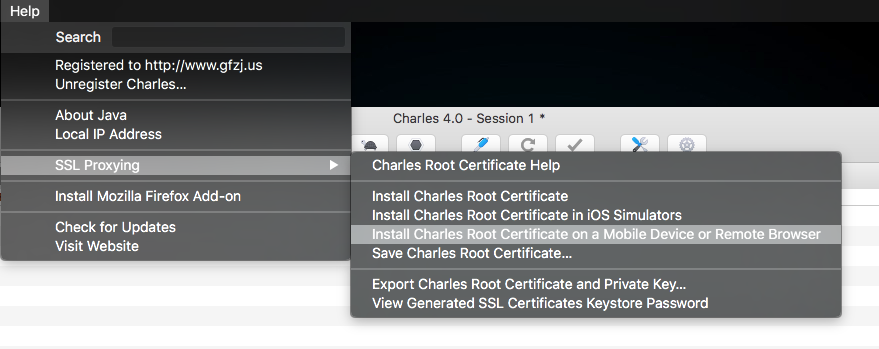 Help
Search
Registered to http://www.gfzj.us
Unregister Charles...
About Java
Local IP Address
Charles 4.0 - Session 1 *
SSL Proxying
Install Mozilla Firefox Add-on
Check for Updates
Visit Website
Charles Root Certificate Help
Install Charles Root Certificate
Install Charles Root Certificate in iOS Simulators
Install Charles Root Certificate on a Mobile Device or Remote Browser
Save Charles Root Certificate...
Export Charles Root Certificate and Private Key...
View Generated SSL Certificates Keystore Password